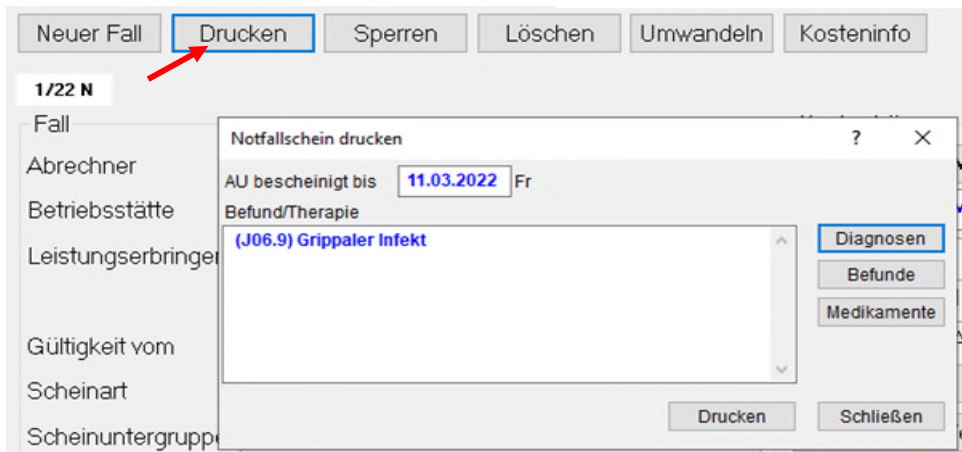 Neuer Fall Drucken Sperren Löschen Umwandeln Kosteninfo
1/22 N
Fall
Abrechner
Betriebsstätte
Leistungserbringer
Gültigkeit vom
Scheinart
Scheinuntergruppe
Notfallschein drucken ? X
AU bescheinigt bis 11.03.2022 Fr
Befund/Therapie
(J06.9) Grippaler Infekt
Diagnosen
Befunde
Medikamente
Drucken Schließen